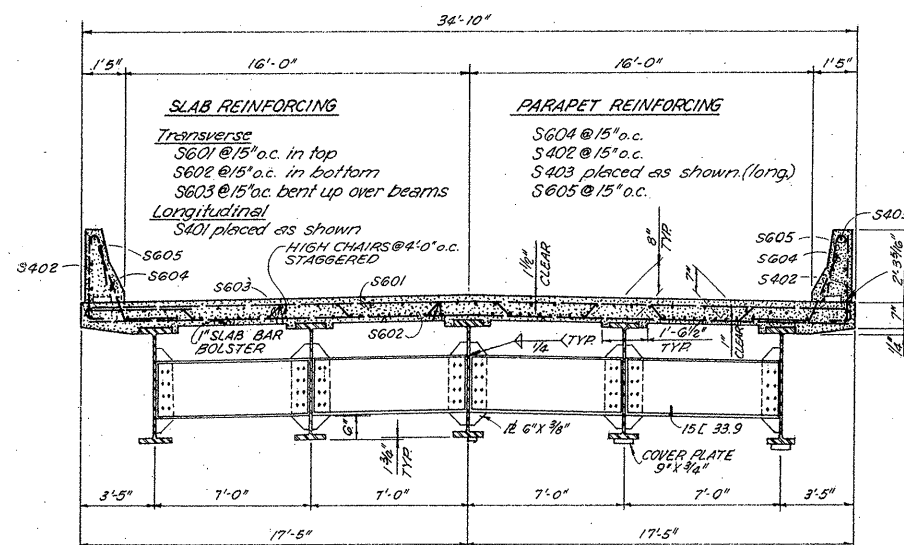 34'-10"
1'5"
16'-0"
16'-0"
1'5"
SLAB REINFORCING
Transverse
S601 @ 15" o.c. in top
S602 @ 15" o.c. in bottom
S603 @ 15" o.c. bent up over beams
Longitudinal
S401 placed as shown
HIGH CHAIRS @ 4'-0" o.c.
STAGGERED
PARAPET REINFORCING
S604 @ 15" o.c.
S402 @ 15" o.c.
S403 placed as shown. (long.)
S605 @ 15" o.c.
S402
S605
S604
S603
S601
S602
1" SLAB BAR
BOLSTER
1½"
CLEAR
8"
TYP.
7"
S403
S605
S604
S402
7"
1"
CLEAR
1'-6½"
TYP.
¼
(TYP.
6"
1⅜"
TYP.
PL 6" X ⅜"
15[ 33.9
COVER PLATE
9" X ¾"
3'-5"
7'-0"
7'-0"
7'-0"
7'-0"
3'-5"
17'-5"
17'-5"